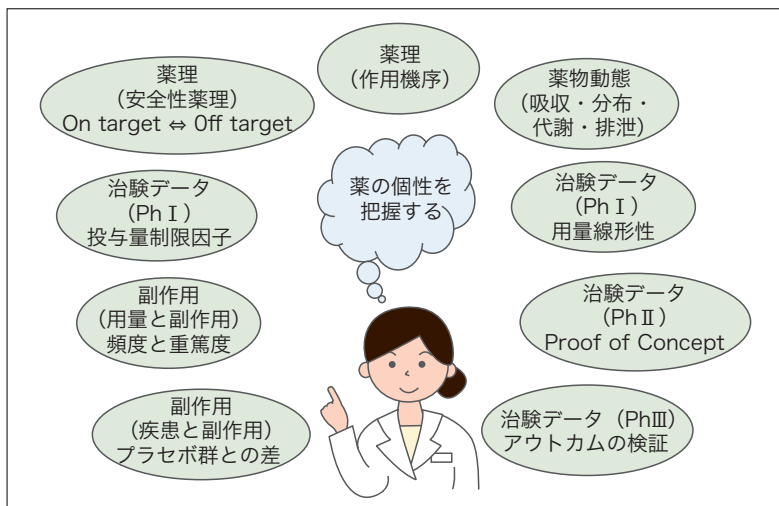 薬理
(作用機序)
薬理
(安全性薬理)
On target ⇔ Off target
薬物動態
(吸収・分布・
代謝・排泄)
薬の個性を
把握する
治験データ
(PhⅠ)
投与量制限因子
治験データ
(PhⅠ)
用量線形性
副作用
(用量と副作用)
頻度と重篤度
治験データ
(PhⅡ)
Proof of Concept
副作用
(疾患と副作用)
プラセボ群との差
治験データ (PhⅢ)
アウトカムの検証